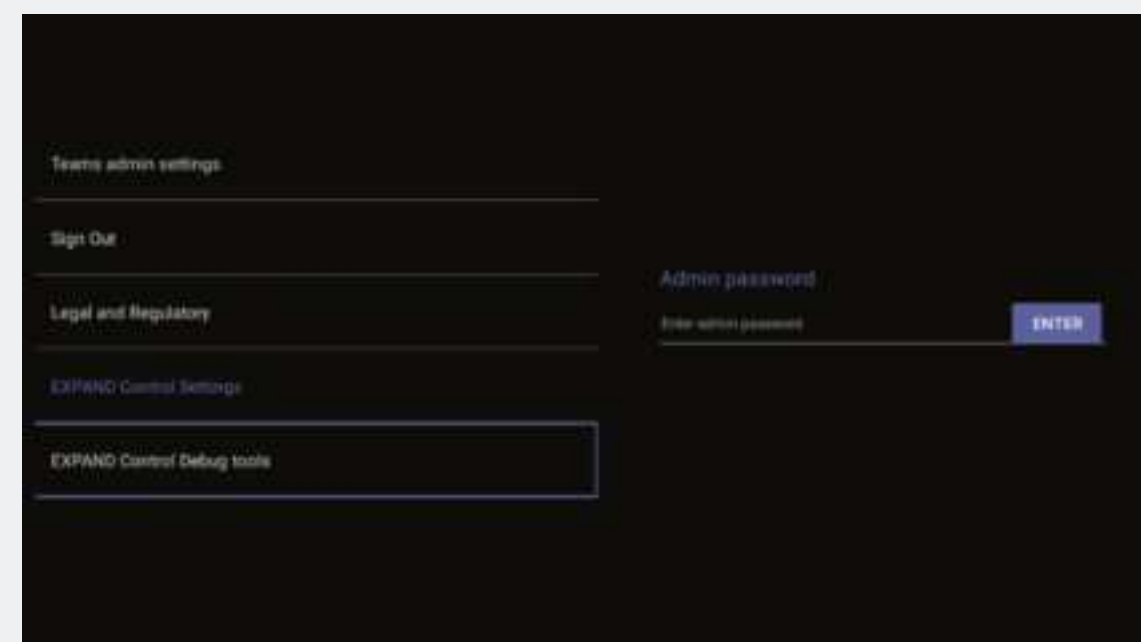 Teams admin settings
Sign Out
Legal and Regulatory
EXPAND Control Settings
EXPAND Control Debug tools
Admin password
Enter admin password
ENTER